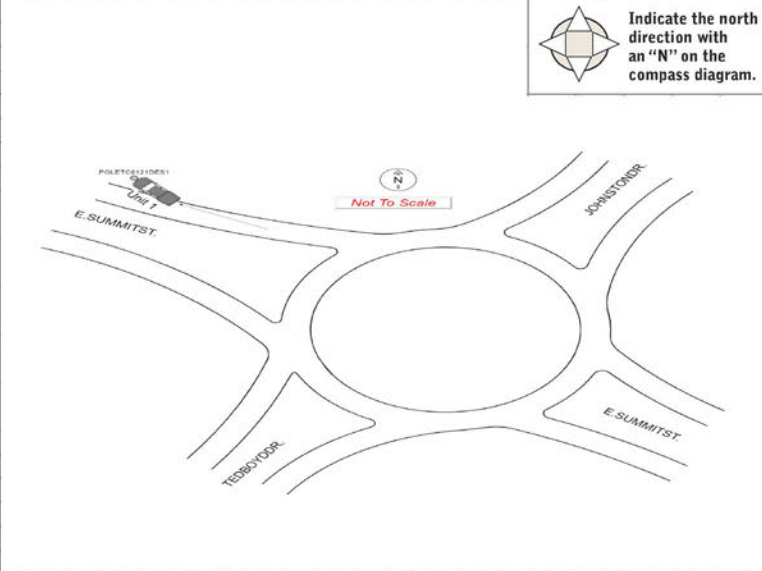 Indicate the north
direction with
an “N” on the
compass diagram.
N
Not To Scale
Unit 1
E.SUMMITST.
JOHNSTONDR.
E.SUMMITST.
TEDBOYDDR.